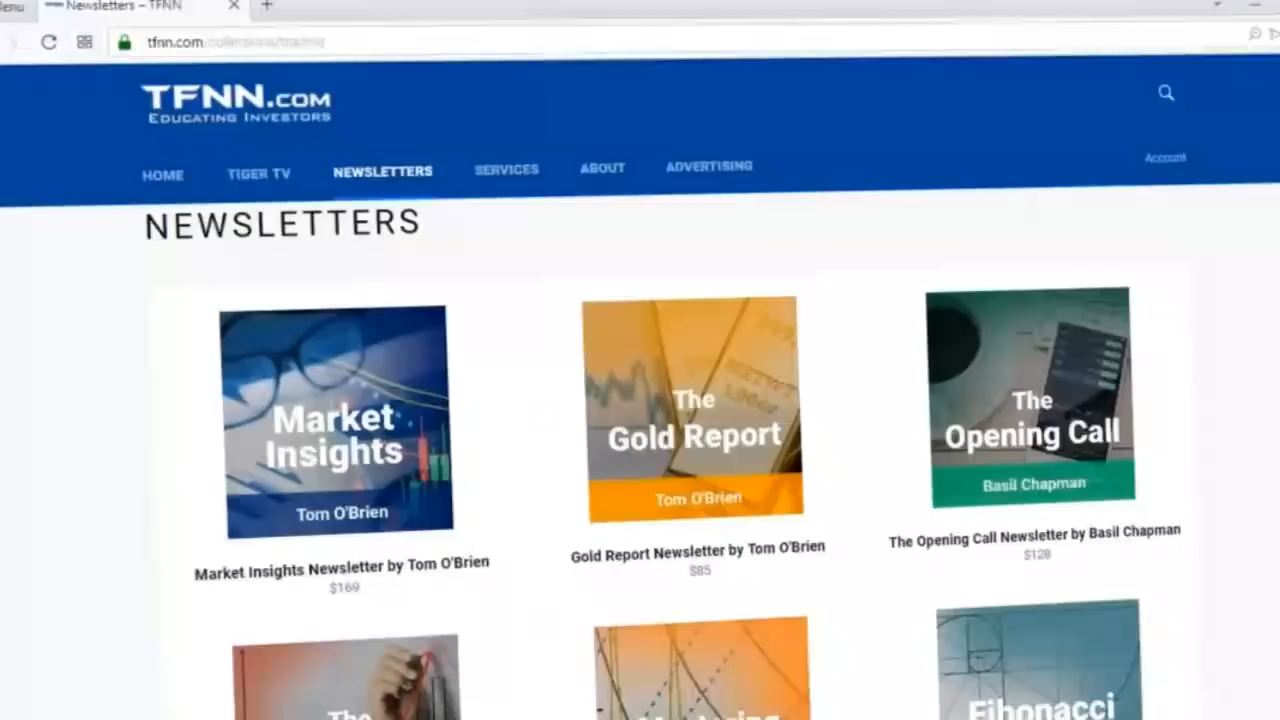 Newsletters – TFNN
tfnn.com
TFNN.COM
EDUCATING INVESTORS
HOME TIGER TV NEWSLETTERS SERVICES ABOUT ADVERTISING
Account
NEWSLETTERS
Market
Insights
Tom O'Brien
Market Insights Newsletter by Tom O'Brien
$169
The
Gold Report
Tom O'Brien
Gold Report Newsletter by Tom O'Brien
$85
The
Opening Call
Basil Chapman
The Opening Call Newsletter by Basil Chapman
$128
The
Fibonacci